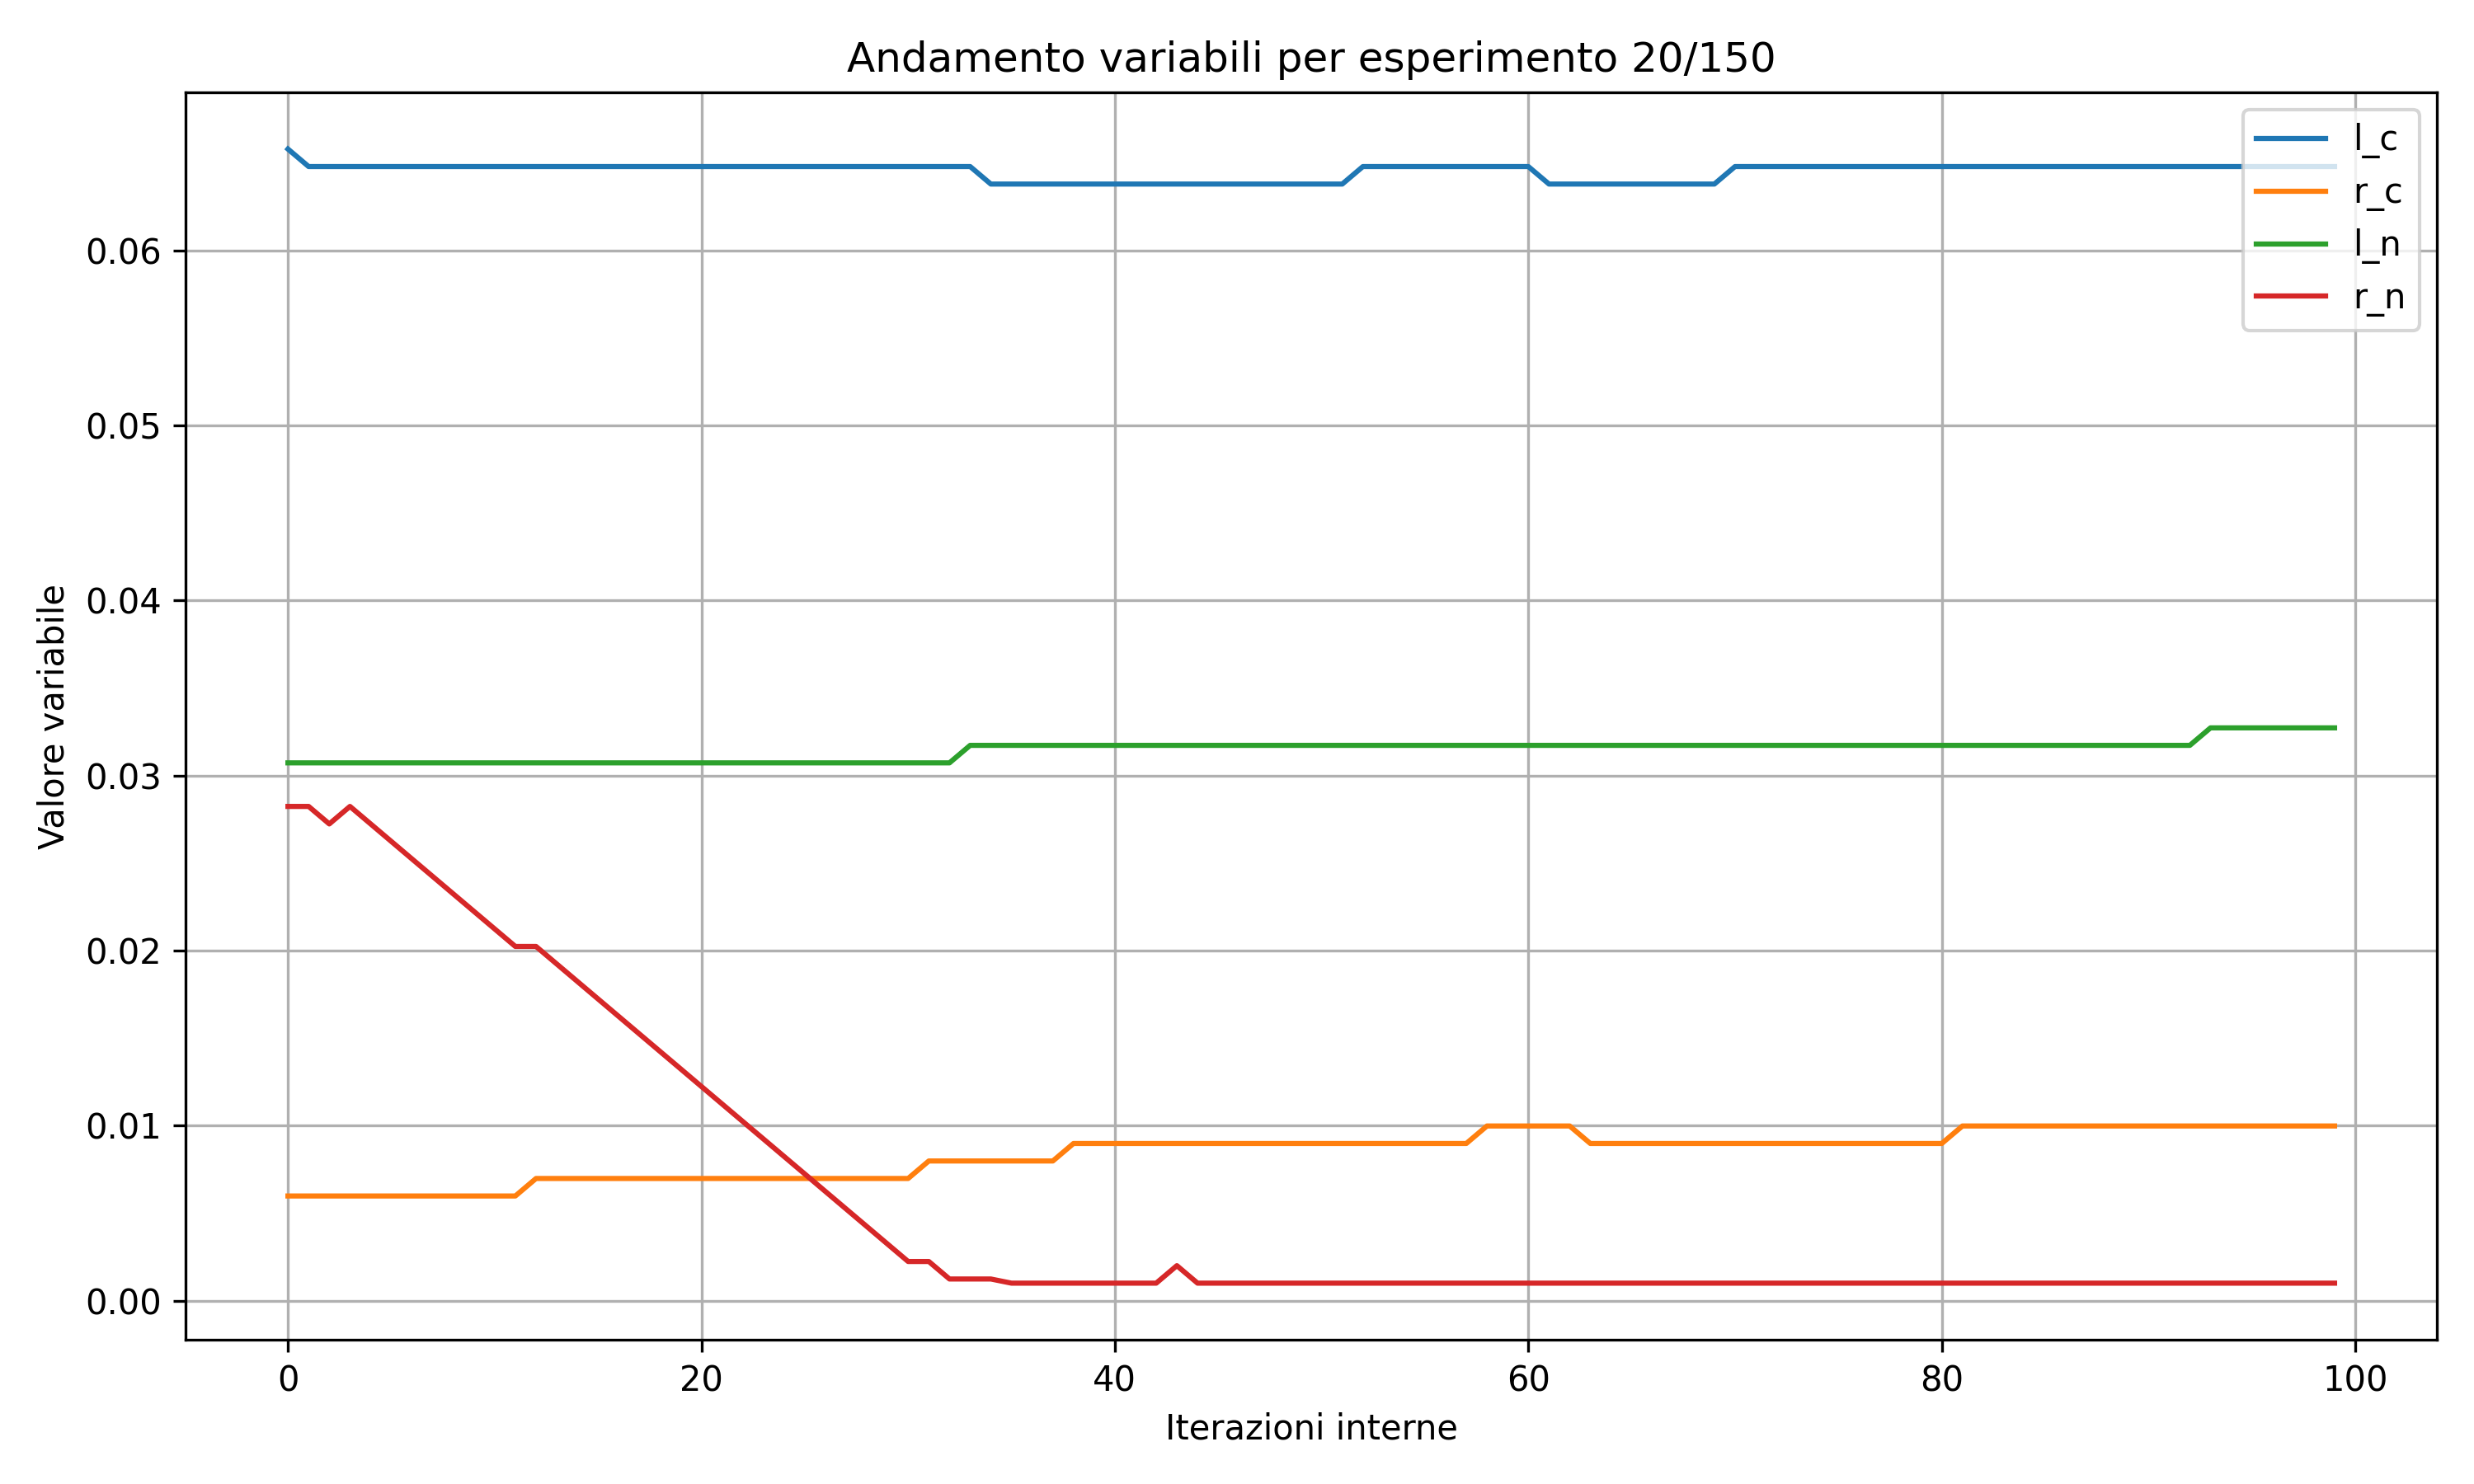 Andamento variabili per esperimento 20/150
l_c
r_c
l_n
r_n
Valore variabile
0.06
0.05
0.04
0.03
0.02
0.01
0.00
0 20 40 60 80 100
Iterazioni interne